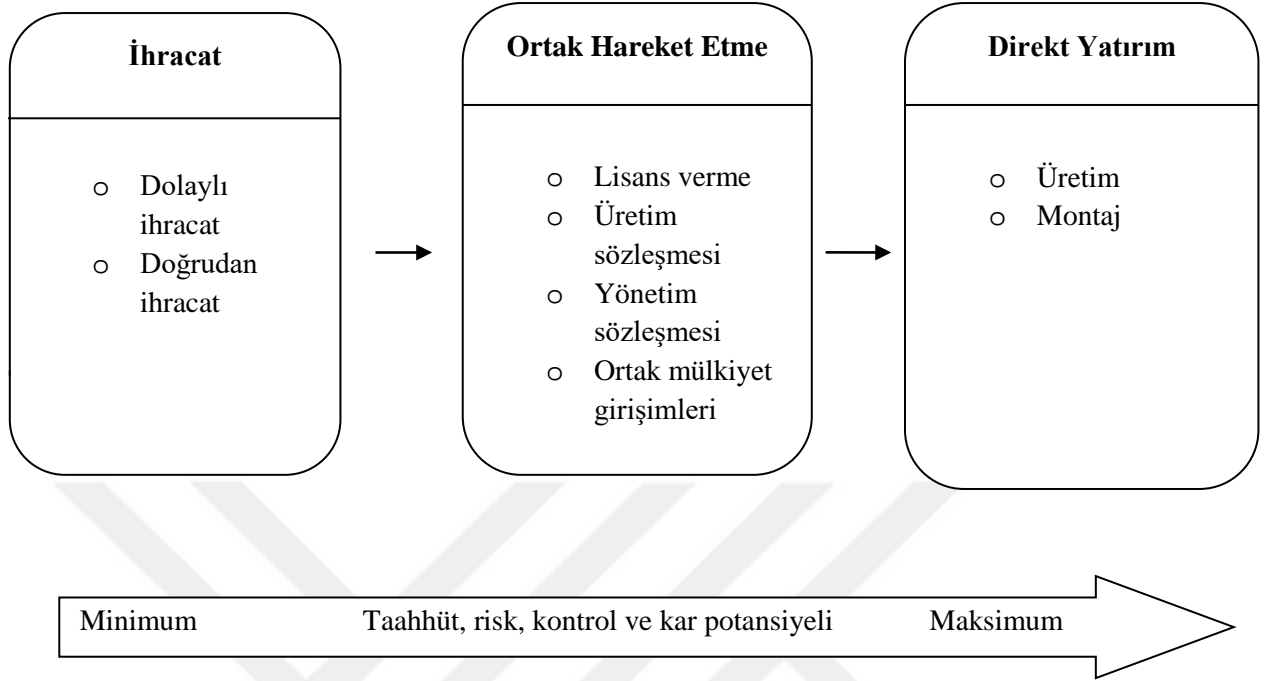 İhracat
o Dolaylı
ihracat
o Doğrudan
ihracat
Ortak Hareket Etme
o Lisans verme
o Üretim
sözleşmesi
o Yönetim
sözleşmesi
o Ortak mülkiyet
girişimleri
Direkt Yatırım
o Üretim
o Montaj
Minimum Taahhüt, risk, kontrol ve kar potansiyeli Maksimum